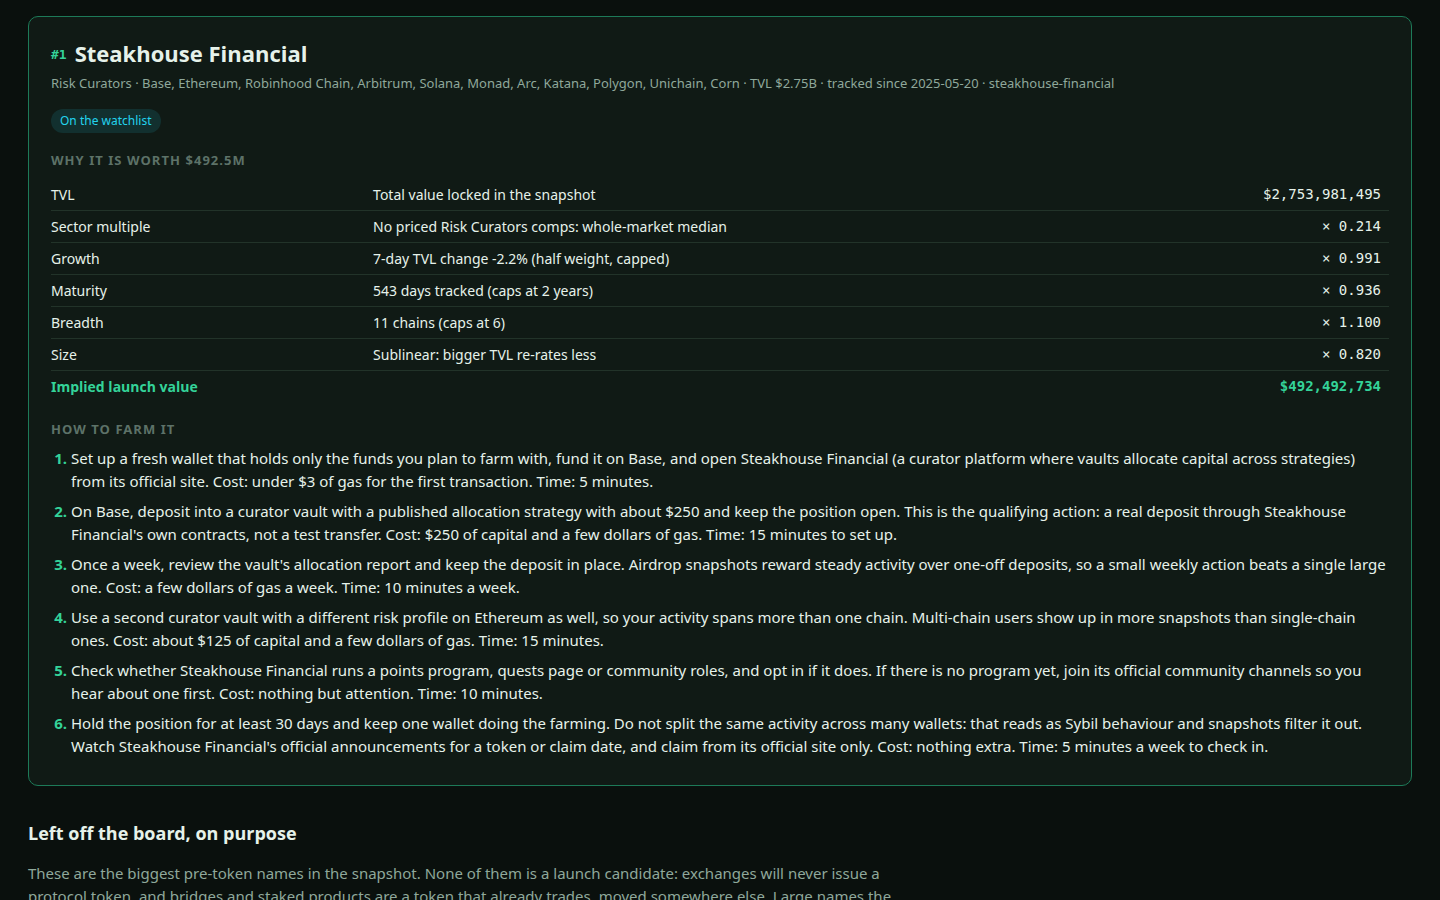 #1 Steakhouse Financial
Risk Curators · Base, Ethereum, Robinhood Chain, Arbitrum, Solana, Monad, Arc, Katana, Polygon, Unichain, Corn · TVL $2.75B · tracked since 2025-05-20 · steakhouse-financial
On the watchlist
WHY IT IS WORTH $492.5M
TVL Total value locked in the snapshot $2,753,981,495
Sector multiple No priced Risk Curators comps: whole-market median × 0.214
Growth 7-day TVL change -2.2% (half weight, capped) × 0.991
Maturity 543 days tracked (caps at 2 years) × 0.936
Breadth 11 chains (caps at 6) × 1.100
Size Sublinear: bigger TVL re-rates less × 0.820
Implied launch value $492,492,734
HOW TO FARM IT
1. Set up a fresh wallet that holds only the funds you plan to farm with, fund it on Base, and open Steakhouse Financial (a curator platform where vaults allocate capital across strategies)
from its official site. Cost: under $3 of gas for the first transaction. Time: 5 minutes.
2. On Base, deposit into a curator vault with a published allocation strategy with about $250 and keep the position open. This is the qualifying action: a real deposit through Steakhouse
Financial's own contracts, not a test transfer. Cost: $250 of capital and a few dollars of gas. Time: 15 minutes to set up.
3. Once a week, review the vault's allocation report and keep the deposit in place. Airdrop snapshots reward steady activity over one-off deposits, so a small weekly action beats a single large
one. Cost: a few dollars of gas a week. Time: 10 minutes a week.
4. Use a second curator vault with a different risk profile on Ethereum as well, so your activity spans more than one chain. Multi-chain users show up in more snapshots than single-chain
ones. Cost: about $125 of capital and a few dollars of gas. Time: 15 minutes.
5. Check whether Steakhouse Financial runs a points program, quests page or community roles, and opt in if it does. If there is no program yet, join its official community channels so you
hear about one first. Cost: nothing but attention. Time: 10 minutes.
6. Hold the position for at least 30 days and keep one wallet doing the farming. Do not split the same activity across many wallets: that reads as Sybil behaviour and snapshots filter it out.
Watch Steakhouse Financial's official announcements for a token or claim date, and claim from its official site only. Cost: nothing extra. Time: 5 minutes a week to check in.
Left off the board, on purpose
These are the biggest pre-token names in the snapshot. None of them is a launch candidate: exchanges will never issue a
protocol token, and bridges and staked products are a token that already trades, moved somewhere else. Large names the